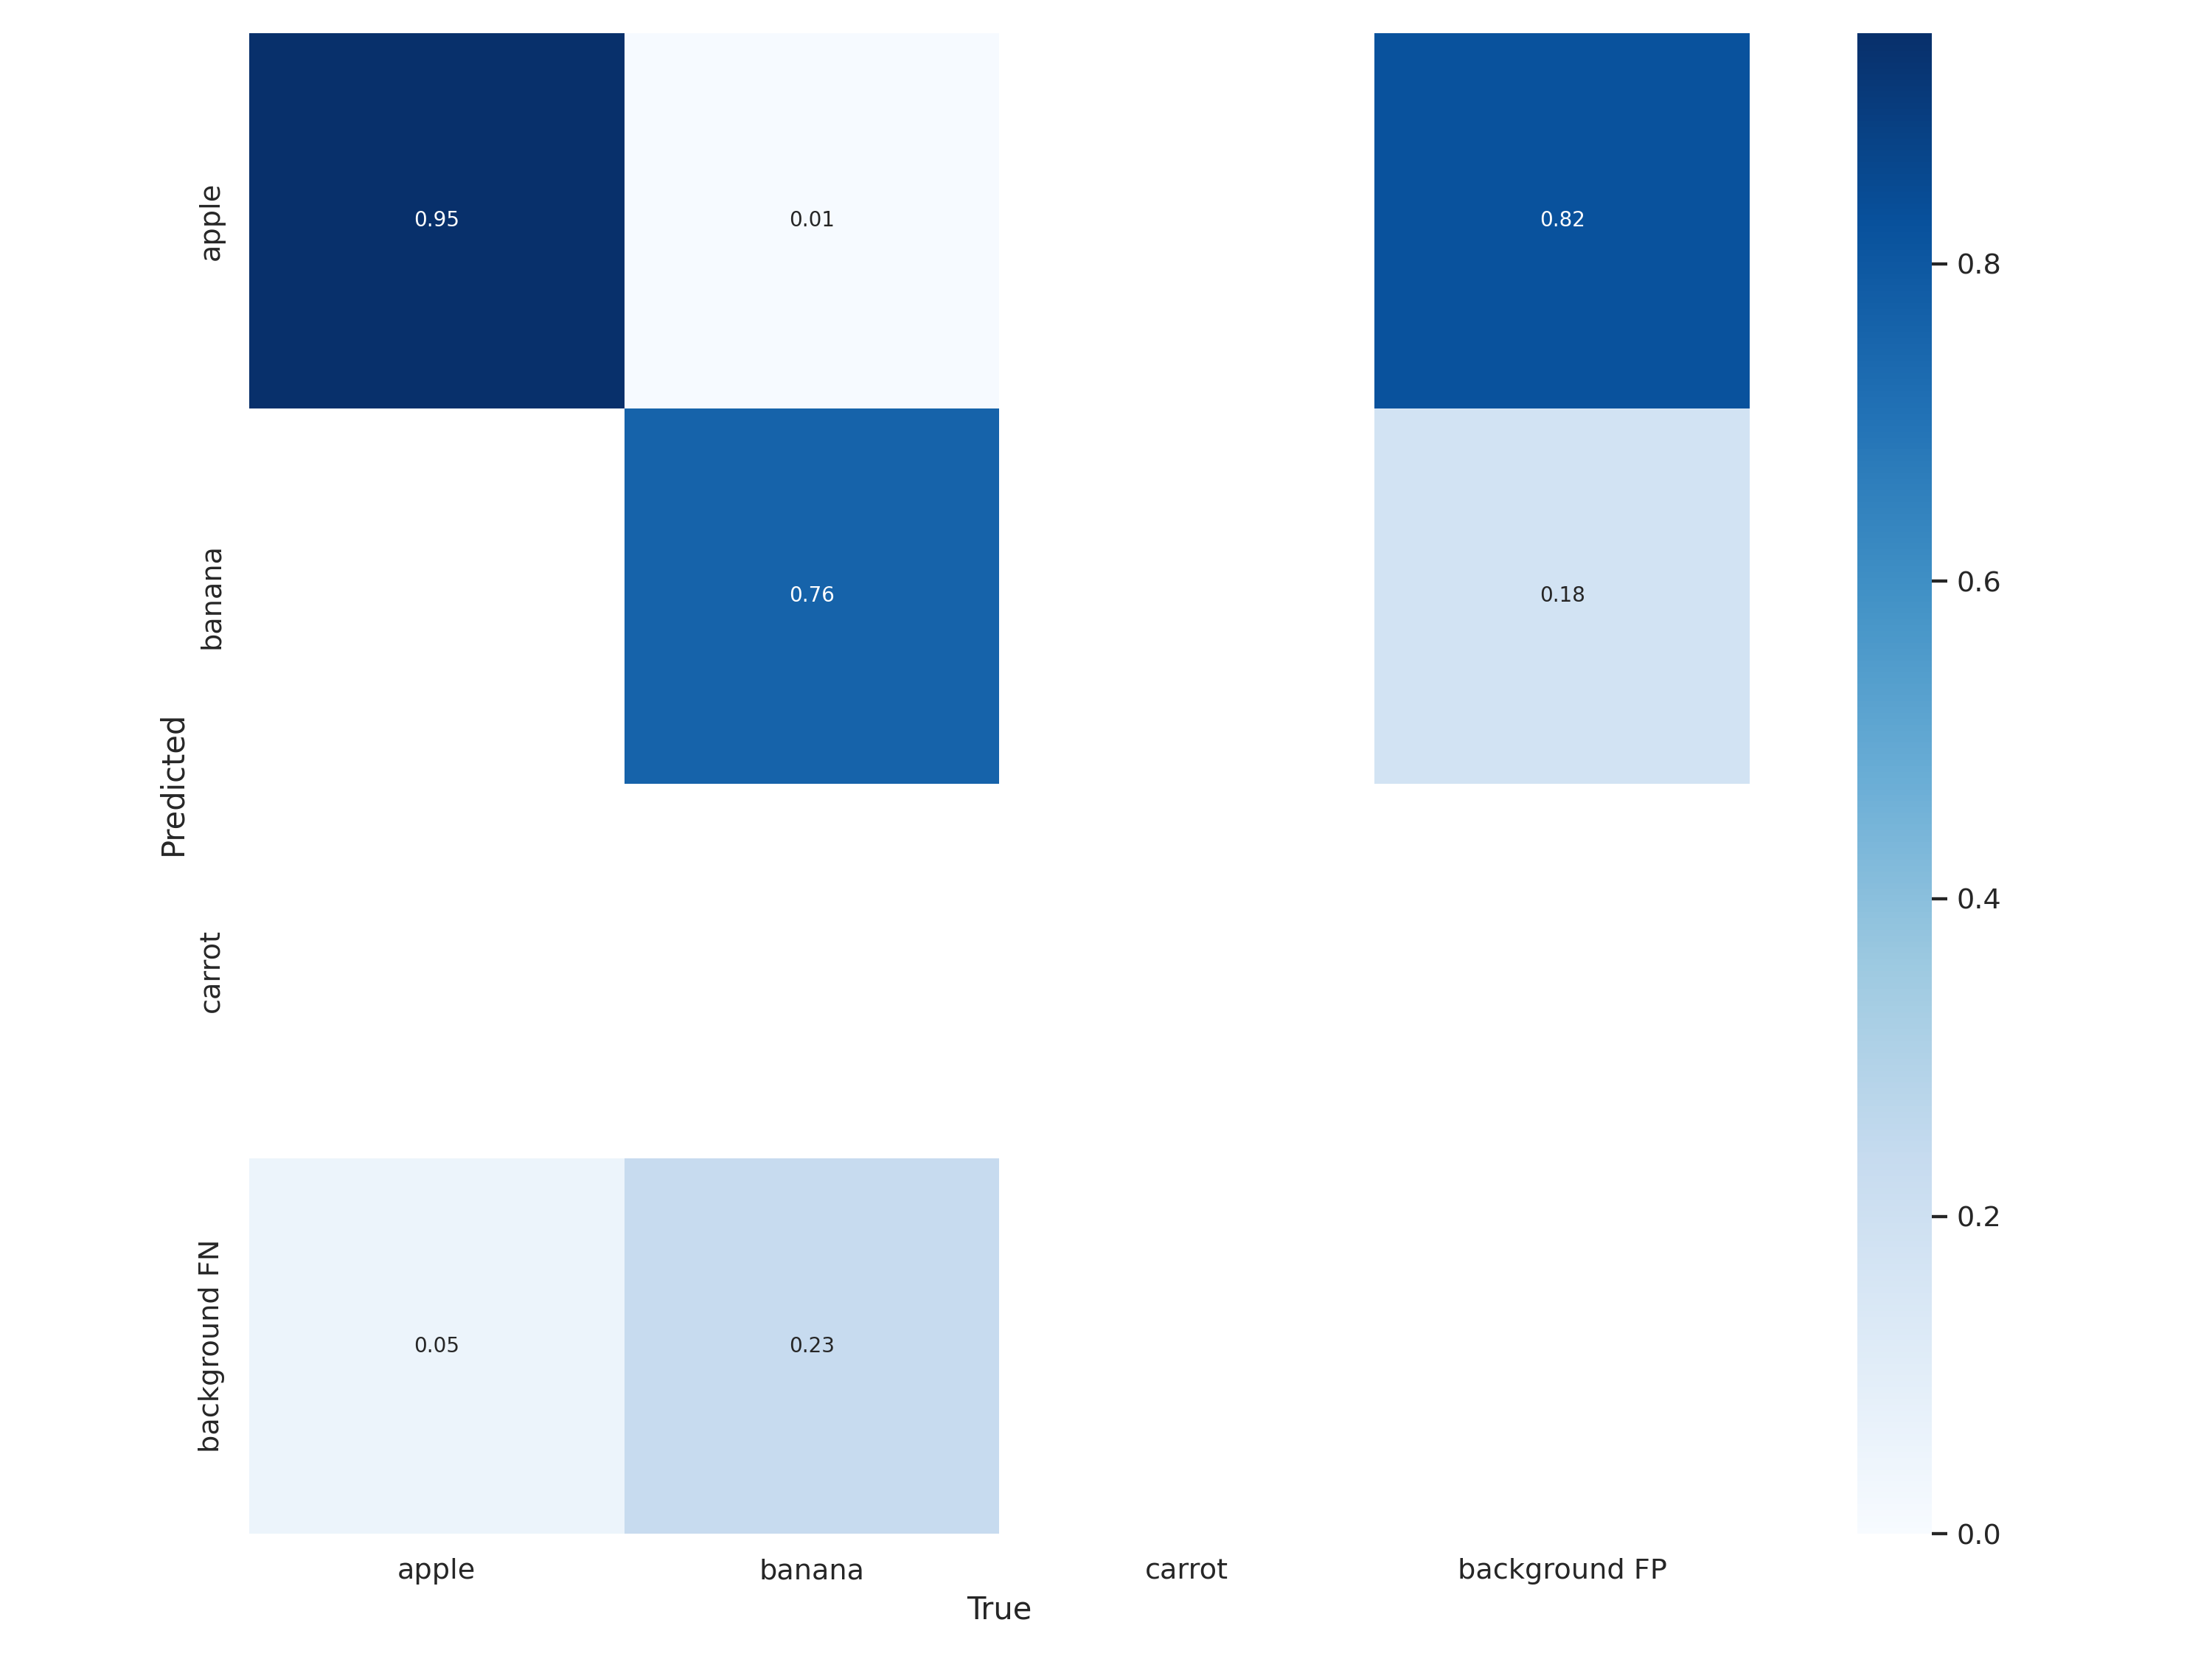 apple
0.95
0.01
0.82
banana
0.76
0.18
Predicted
carrot
background FN
0.05
0.23
apple
banana
carrot
background FP
True
0.8
0.6
0.4
0.2
0.0